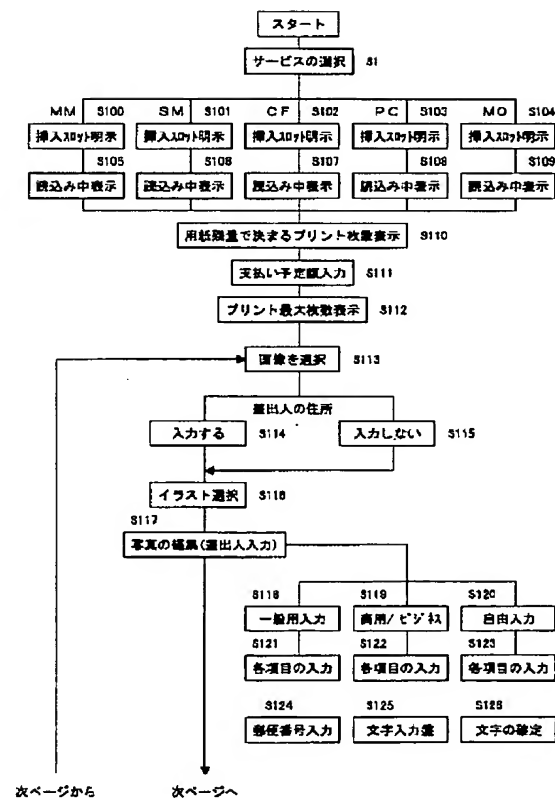 スタート
サービスの選択 S1
MM S100 SM S101 CF S102 PC S103 MO S104
挿入スロット明示 挿入スロット明示 挿入スロット明示 挿入スロット明示 挿入スロット明示
S105 S106 S107 S108 S109
読込み中表示 読込み中表示 読込み中表示 読込み中表示 読込み中表示
用紙残量で決まるプリント枚数表示 S110
支払い予定額入力 S111
プリント最大枚数表示 S112
画像を選択 S113
差出人の住所
入力する S114 入力しない S115
イラスト選択 S116
S117
写真の編集(差出人入力)
S118 S119 S120
一般用入力 商用/ビジネス 自由入力
S121 S122 S123
各項目の入力 各項目の入力 各項目の入力
S124 S125 S126
郵便番号入力 文字入力盤 文字の確定
次ページから 次ページへ